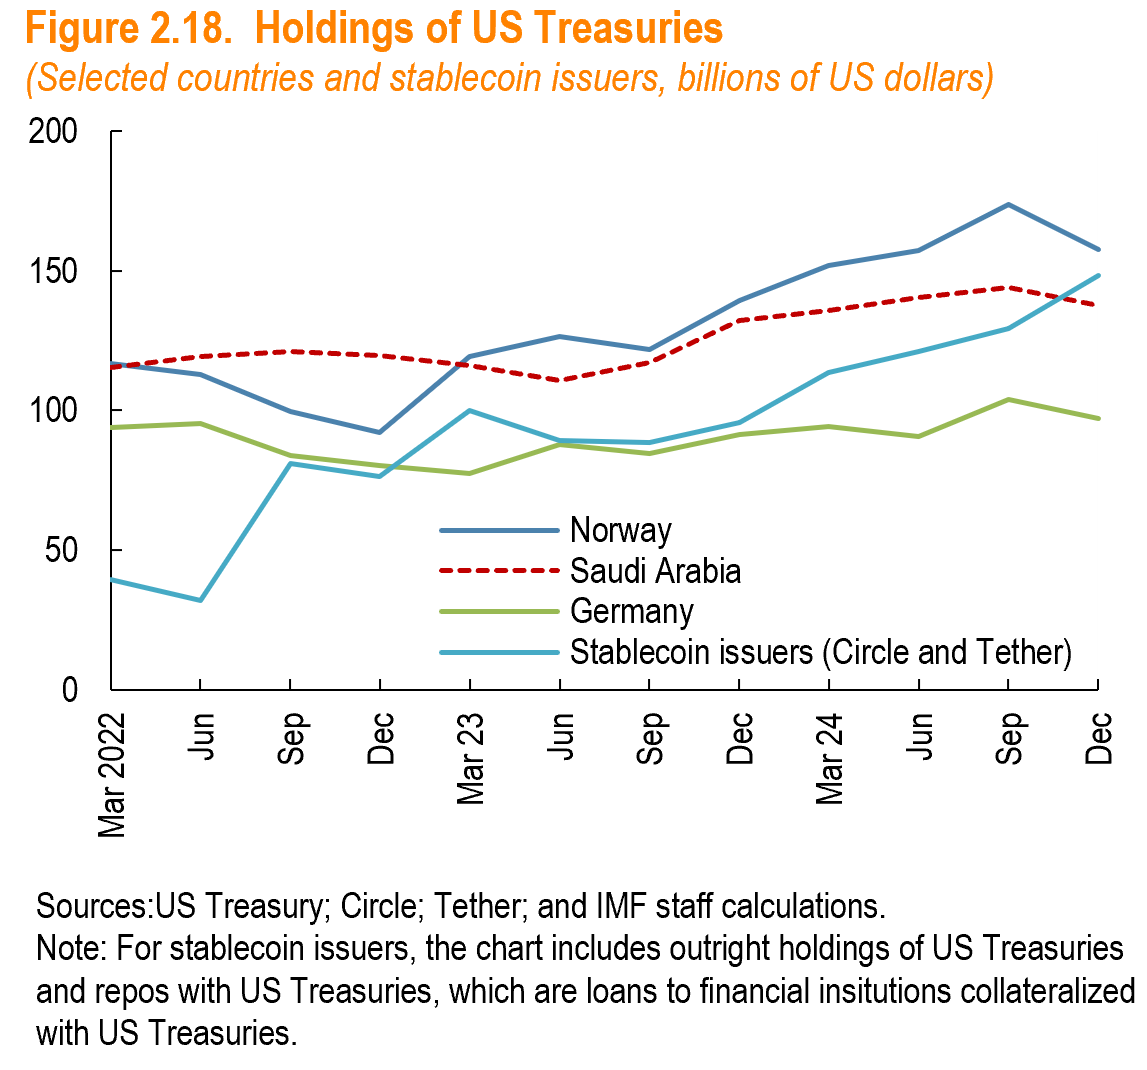 Figure 2.18. Holdings of US Treasuries
(Selected countries and stablecoin issuers, billions of US dollars)
200
150
100
50
0
Norway
Saudi Arabia
Germany
Stablecoin issuers (Circle and Tether)
Mar 2022
Jun
Sep
Dec
Mar 23
Jun
Sep
Dec
Mar 24
Jun
Sep
Dec
Sources:US Treasury; Circle; Tether; and IMF staff calculations.
Note: For stablecoin issuers, the chart includes outright holdings of US Treasuries
and repos with US Treasuries, which are loans to financial insitutions collateralized
with US Treasuries.